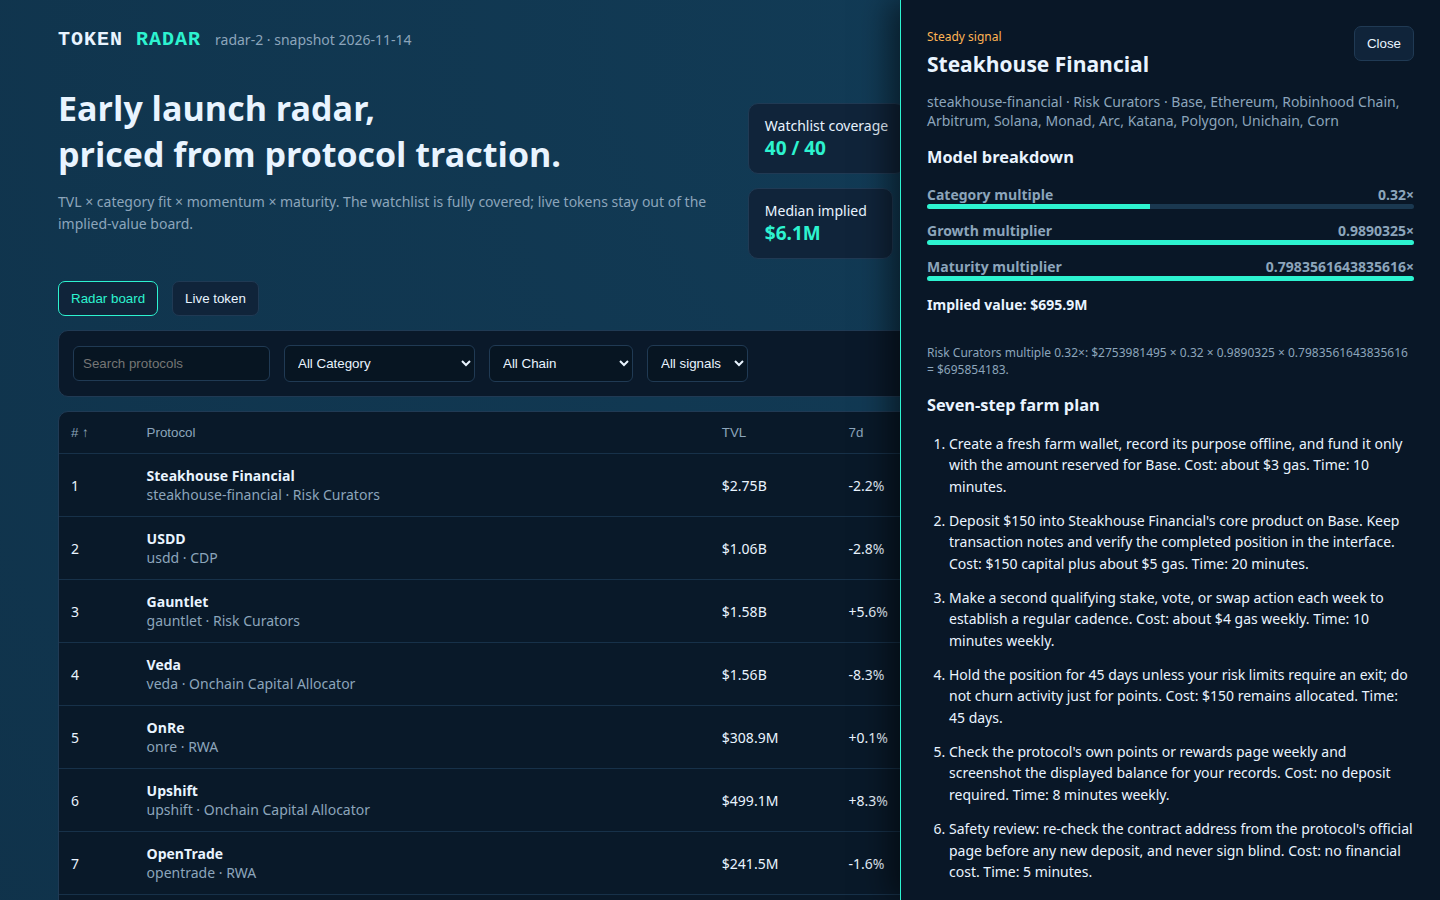 TOKEN RADAR radar-2 · snapshot 2026-11-14
Early launch radar,
priced from protocol traction.
TVL × category fit × momentum × maturity. The watchlist is fully covered; live tokens stay out of the
implied-value board.
Watchlist coverage
40 / 40
Median implied
$6.1M
Radar board
Live token
Search protocols
All Category
All Chain
All signals
# ↑ Protocol TVL 7d
1 Steakhouse Financial $2.75B -2.2%
steakhouse-financial · Risk Curators
2 USDD $1.06B -2.8%
usdd · CDP
3 Gauntlet $1.58B +5.6%
gauntlet · Risk Curators
4 Veda $1.56B -8.3%
veda · Onchain Capital Allocator
5 OnRe $308.9M +0.1%
onre · RWA
6 Upshift $499.1M +8.3%
upshift · Onchain Capital Allocator
7 OpenTrade $241.5M -1.6%
opentrade · RWA
Steady signal
Close
Steakhouse Financial
steakhouse-financial · Risk Curators · Base, Ethereum, Robinhood Chain,
Arbitrum, Solana, Monad, Arc, Katana, Polygon, Unichain, Corn
Model breakdown
Category multiple 0.32×
Growth multiplier 0.9890325×
Maturity multiplier 0.7983561643835616×
Implied value: $695.9M
Risk Curators multiple 0.32×: $2753981495 × 0.32 × 0.9890325 × 0.7983561643835616
= $695854183.
Seven-step farm plan
1. Create a fresh farm wallet, record its purpose offline, and fund it only
with the amount reserved for Base. Cost: about $3 gas. Time: 10
minutes.
2. Deposit $150 into Steakhouse Financial's core product on Base. Keep
transaction notes and verify the completed position in the interface.
Cost: $150 capital plus about $5 gas. Time: 20 minutes.
3. Make a second qualifying stake, vote, or swap action each week to
establish a regular cadence. Cost: about $4 gas weekly. Time: 10
minutes weekly.
4. Hold the position for 45 days unless your risk limits require an exit; do
not churn activity just for points. Cost: $150 remains allocated. Time:
45 days.
5. Check the protocol's own points or rewards page weekly and
screenshot the displayed balance for your records. Cost: no deposit
required. Time: 8 minutes weekly.
6. Safety review: re-check the contract address from the protocol's official
page before any new deposit, and never sign blind. Cost: no financial
cost. Time: 5 minutes.